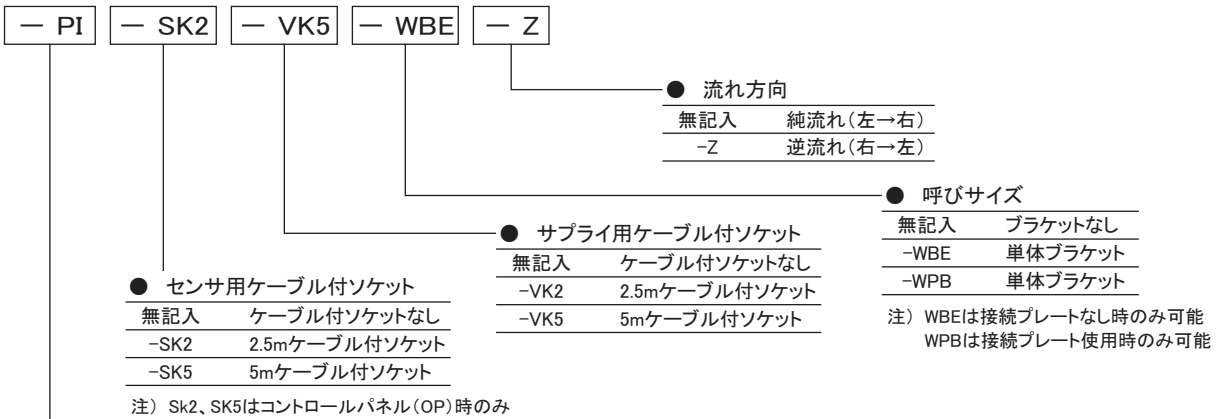 － PI － SK2 － VK5 － WBE － Z
● 流れ方向
無記入 純流れ（左→右）
-Z 逆流れ（右→左）
● 呼びサイズ
無記入 ブラケットなし
-WBE 単体ブラケット
-WPB 単体ブラケット
注） WBEは接続プレートなし時のみ可能
WPBは接続プレート使用時のみ可能
● サプライ用ケーブル付ソケット
無記入 ケーブル付ソケットなし
-VK2 2.5mケーブル付ソケット
-VK5 5mケーブル付ソケット
● センサ用ケーブル付ソケット
無記入 ケーブル付ソケットなし
-SK2 2.5mケーブル付ソケット
-SK5 5mケーブル付ソケット
注） Sk2、SK5はコントロールパネル（OP）時のみ